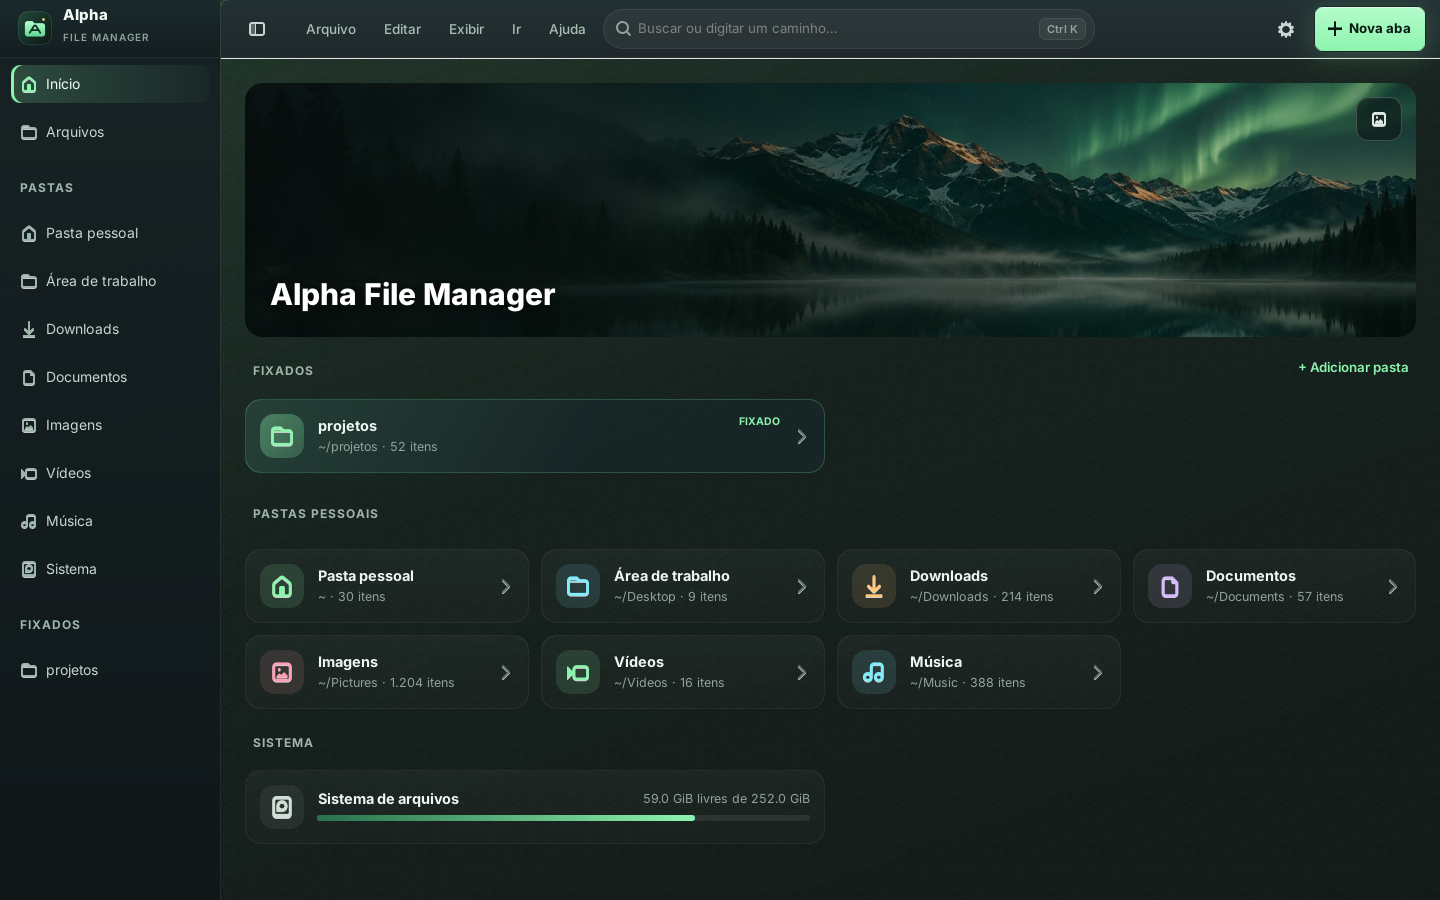 Alpha
FILE MANAGER
Arquivo Editar Exibir Ir Ajuda
Buscar ou digitar um caminho...
Ctrl K
Nova aba
Início
Arquivos
PASTAS
Pasta pessoal
Área de trabalho
Downloads
Documentos
Imagens
Vídeos
Música
Sistema
FIXADOS
projetos
Alpha File Manager
FIXADOS
+ Adicionar pasta
projetos
~/projetos · 52 itens
FIXADO
PASTAS PESSOAIS
Pasta pessoal
~ · 30 itens
Área de trabalho
~/Desktop · 9 itens
Downloads
~/Downloads · 214 itens
Documentos
~/Documents · 57 itens
Imagens
~/Pictures · 1.204 itens
Vídeos
~/Videos · 16 itens
Música
~/Music · 388 itens
SISTEMA
Sistema de arquivos
59.0 GiB livres de 252.0 GiB